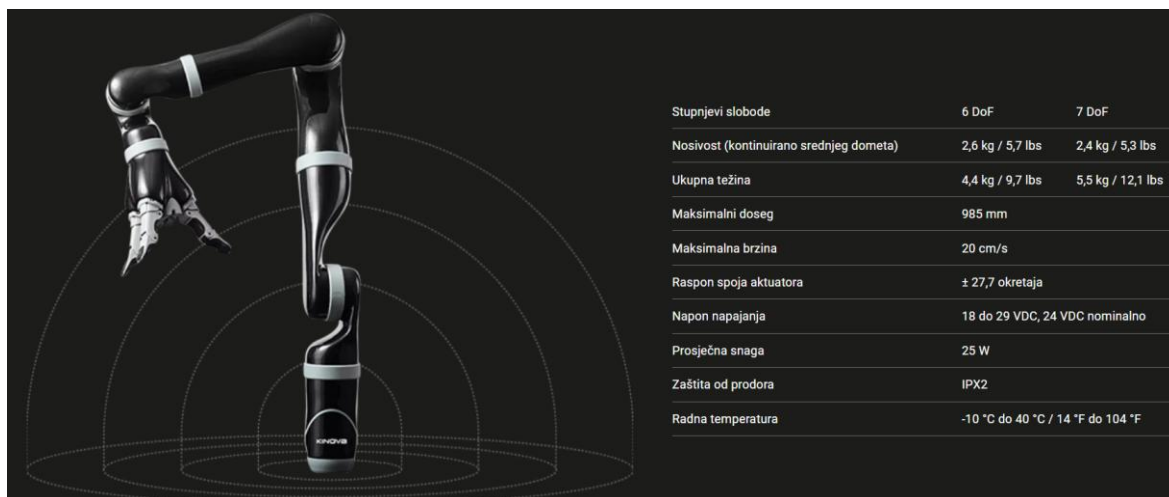 KINOVA
Stupnjevi slobode 6 DoF 7 DoF
Nosivost (kontinuirano srednjeg dometa) 2,6 kg / 5,7 lbs 2,4 kg / 5,3 lbs
Ukupna težina 4,4 kg / 9,7 lbs 5,5 kg / 12,1 lbs
Maksimalni doseg 985 mm
Maksimalna brzina 20 cm/s
Raspon spoja aktuatora ± 27,7 okretaja
Napon napajanja 18 do 29 VDC, 24 VDC nominalno
Prosječna snaga 25 W
Zaštita od prodora IPX2
Radna temperatura -10 °C do 40 °C / 14 °F do 104 °F